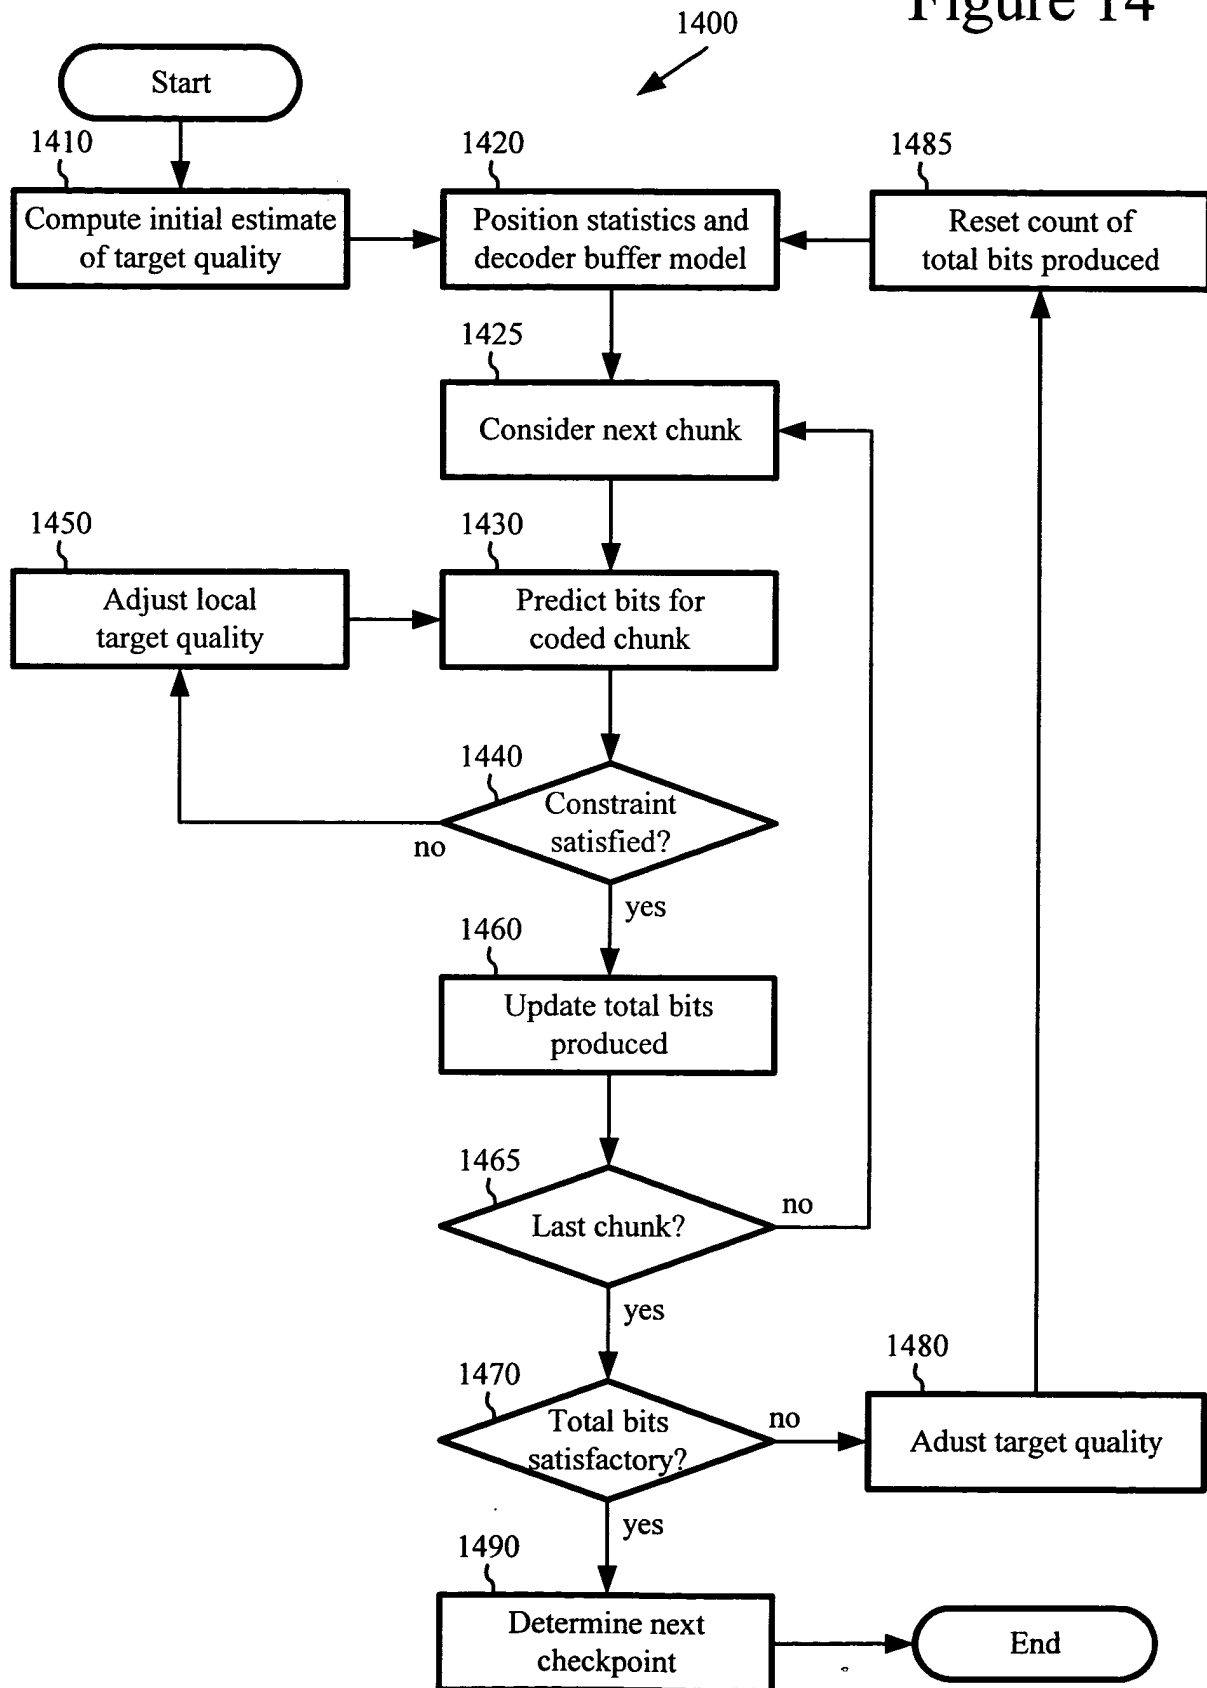 Figure 14
1400
Start
1410
Compute initial estimate
of target quality
1420
Position statistics and
decoder buffer model
1485
Reset count of
total bits produced
1425
Consider next chunk
1450
Adjust local
target quality
1430
Predict bits for
coded chunk
1440
Constraint
satisfied?
no
yes
1460
Update total bits
produced
1465
Last chunk?
no
yes
1470
Total bits
satisfactory?
no
1480
Adust target quality
yes
1490
Determine next
checkpoint
End